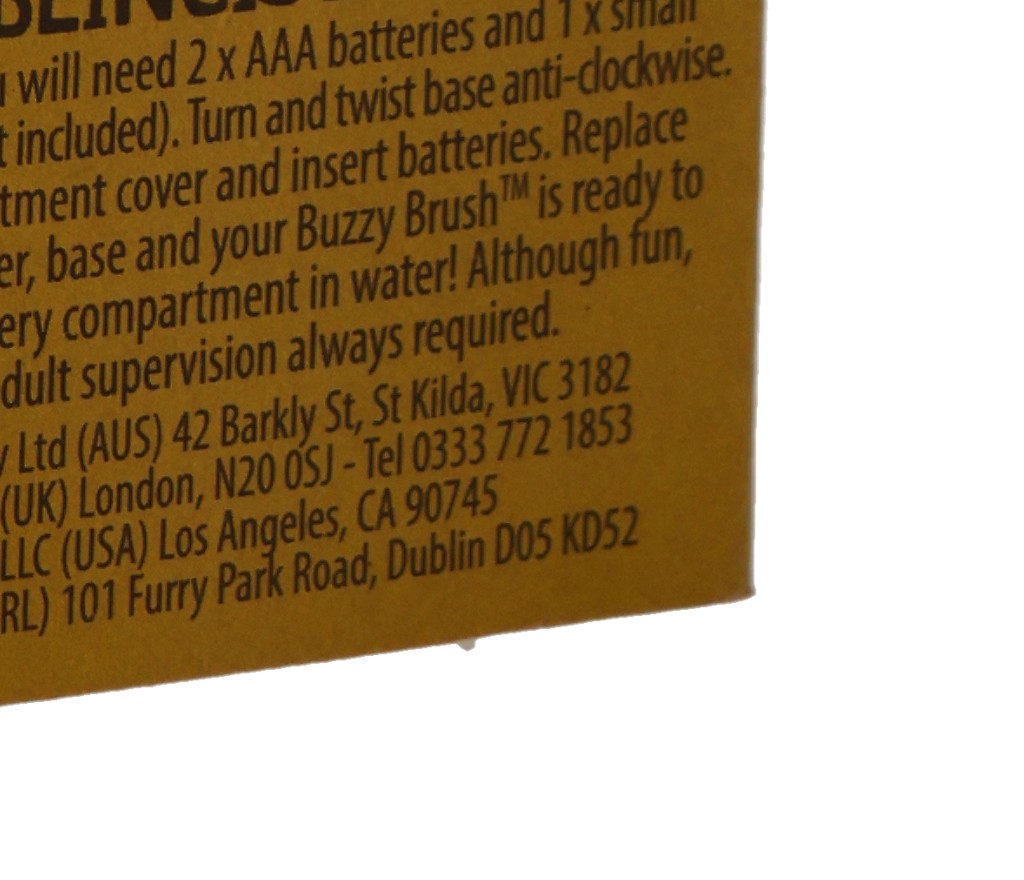 will need 2 x AAA batteries and 1 x small
included). Turn and twist base anti-clockwise.
tment cover and insert batteries. Replace
er, base and your Buzzy Brush™ is ready to
ery compartment in water! Although fun,
dult supervision always required.
Ltd (AUS) 42 Barkly St, St Kilda, VIC 3182
(UK) London, N20 0SJ - Tel 0333 772 1853
LLC (USA) Los Angeles, CA 90745
RL) 101 Furry Park Road, Dublin D05 KD52